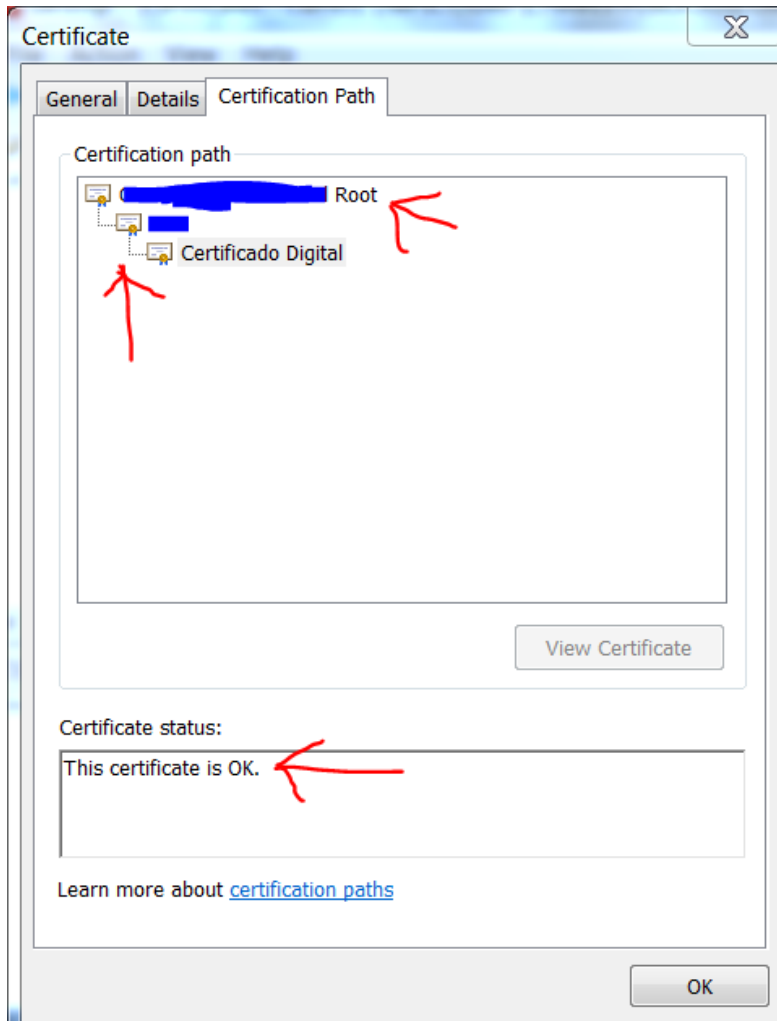 Certificate
General Details Certification Path
Certification path
Root
Certificado Digital
View Certificate
Certificate status:
This certificate is OK.
Learn more about certification paths
OK